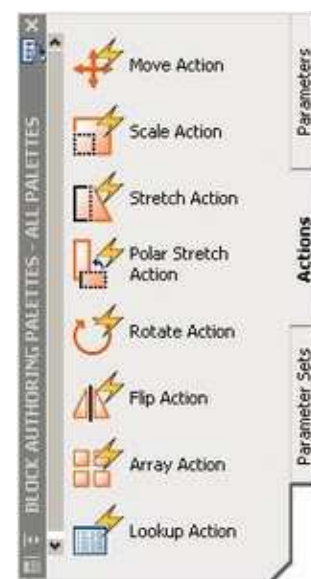 BLOCK AUTHORING PALETTES - ALL PALETTES
Move Action
Scale Action
Stretch Action
Polar Stretch
Action
Rotate Action
Flip Action
Array Action
Lookup Action
Parameters
Actions
Parameter Sets